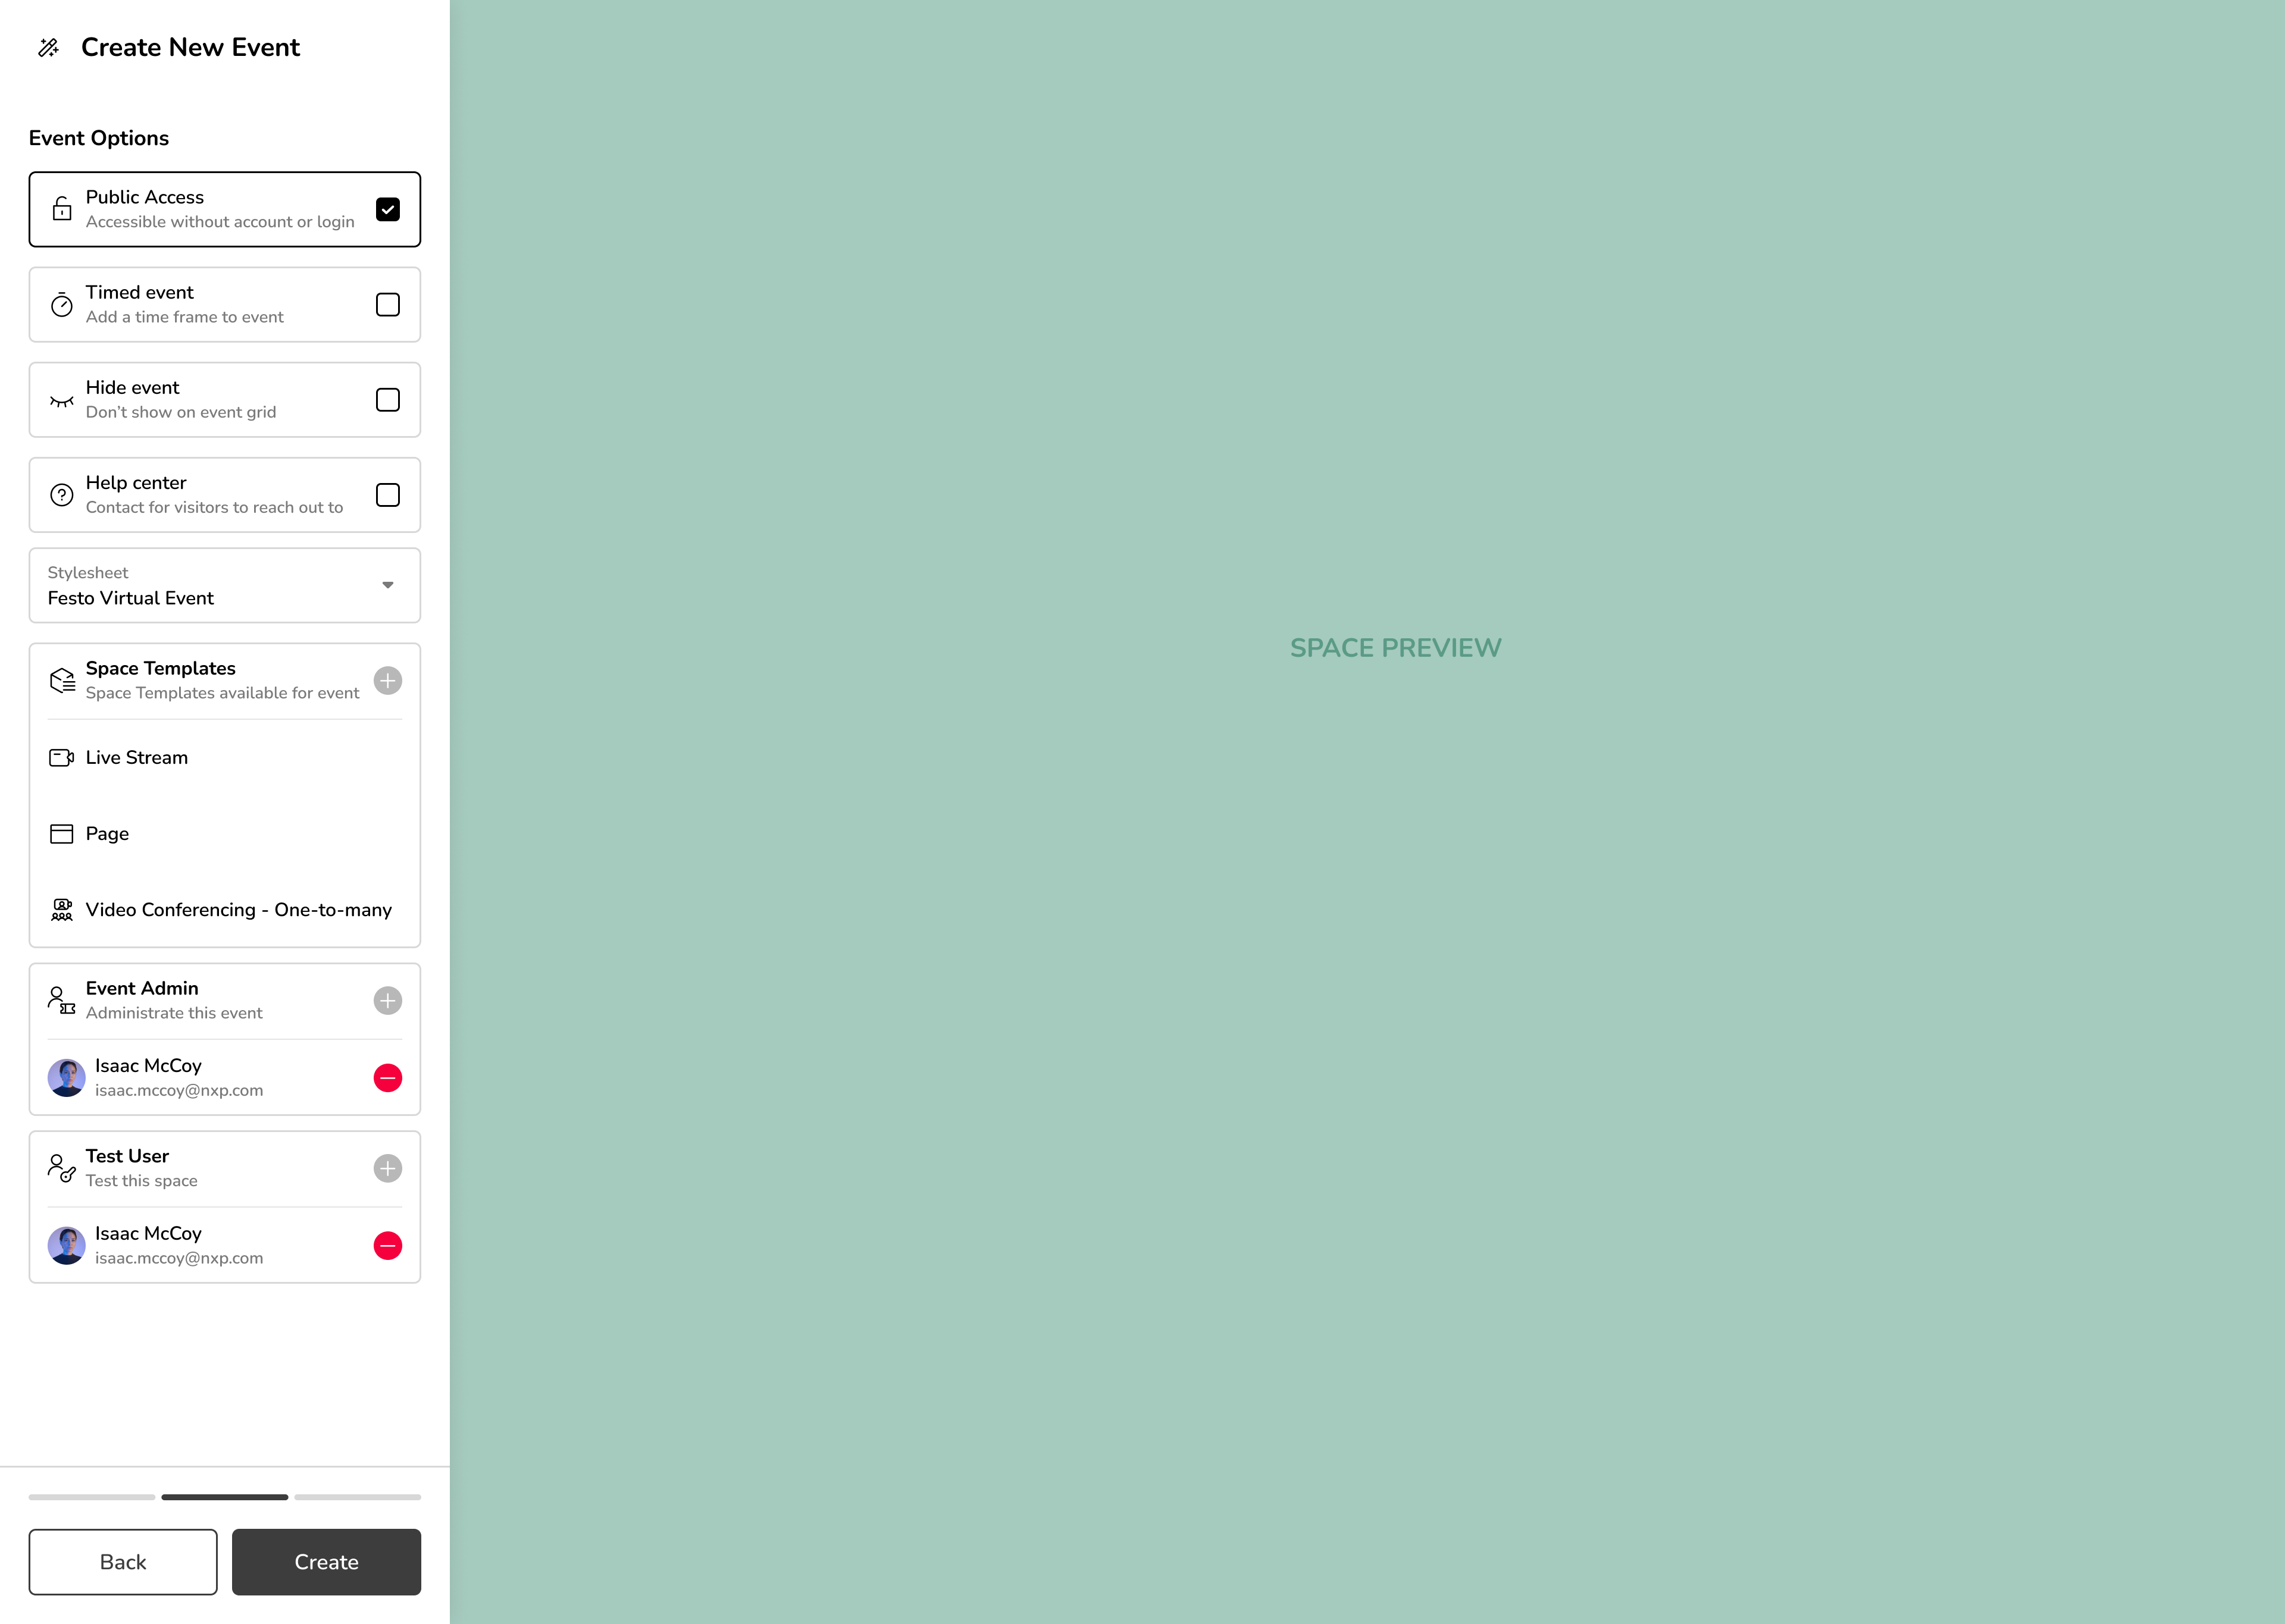 Create New Event
Event Options
Public Access
Accessible without account or login
Timed event
Add a time frame to event
Hide event
Don't show on event grid
Help center
Contact for visitors to reach out to
Stylesheet
Festo Virtual Event
Space Templates
Space Templates available for event
Live Stream
Page
Video Conferencing - One-to-many
Event Admin
Administrate this event
Isaac McCoy
isaac.mccoy@nxp.com
Test User
Test this space
Isaac McCoy
isaac.mccoy@nxp.com
Back
Create
SPACE PREVIEW